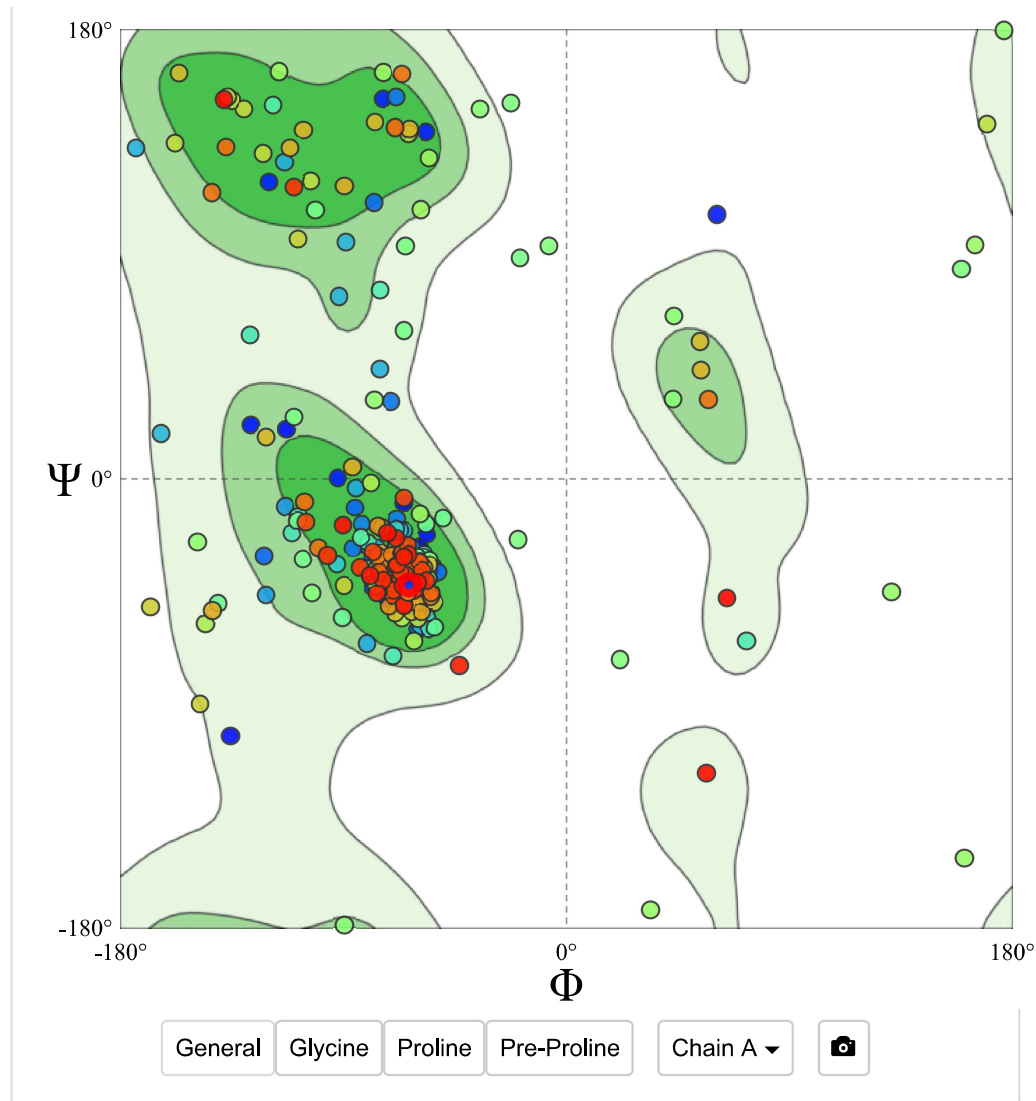 180°
Ψ 0°
-180°
-180° 0° 180°
Φ
General Glycine Proline Pre-Proline Chain A